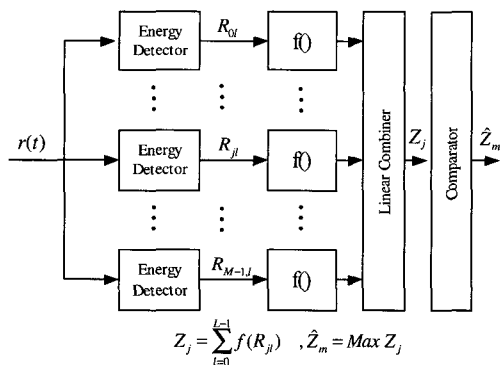 Energy
Detector
R_{0l}
f()
r(t)
Energy
Detector
R_{jl}
f()
Energy
Detector
R_{M-1,l}
f()
Linear Combiner
Z_j
Comparator
\hat{Z}_m
Z_j = \sum_{l=0}^{L-1} f(R_{jl}) , \hat{Z}_m = Max Z_j